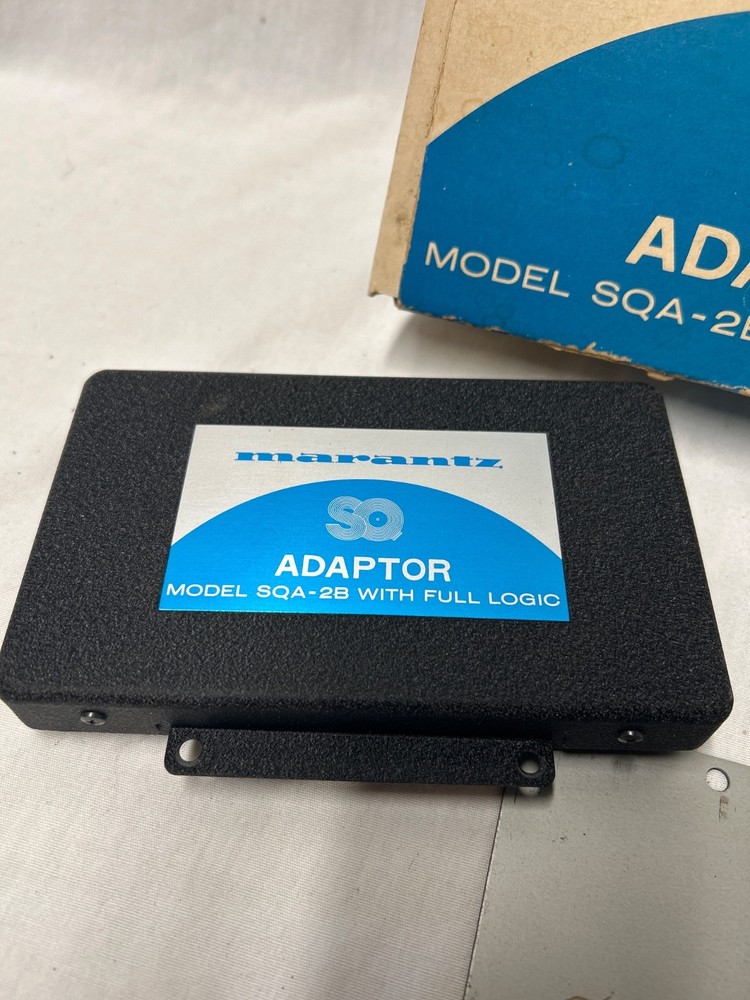 ADA
MODEL SQA-2B
marantz
SQ
ADAPTOR
MODEL SQA-2B WITH FULL LOGIC